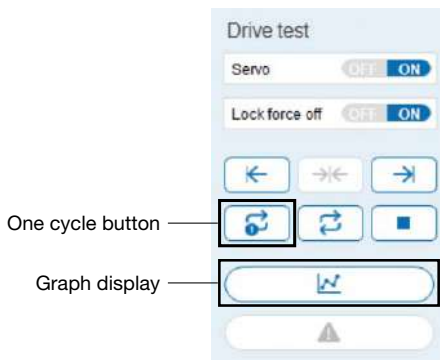 Drive test
Servo OFF ON
Lock force off OFF ON
One cycle button
Graph display